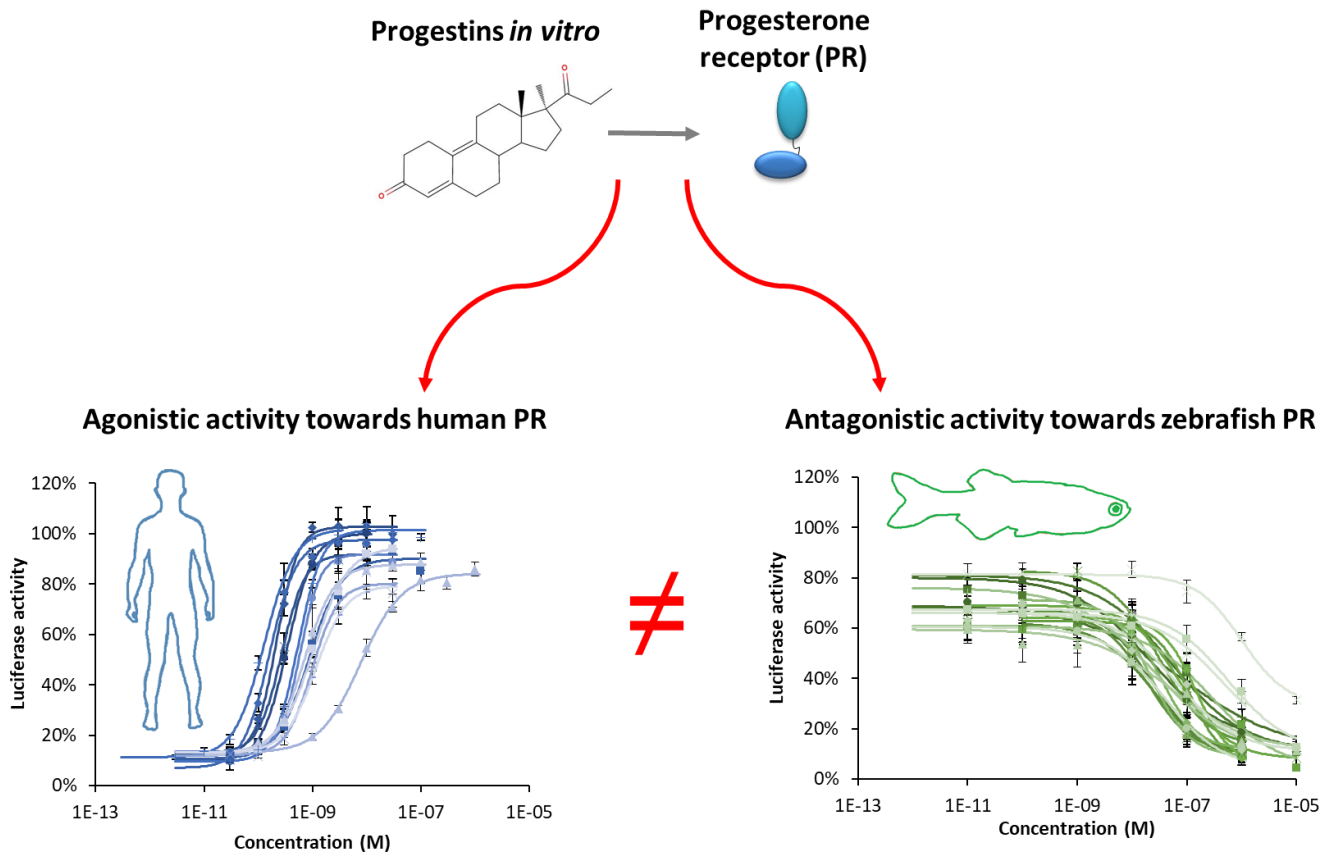 Progestins in vitro
Progesterone
receptor (PR)
O
O
Agonistic activity towards human PR
Antagonistic activity towards zebrafish PR
120%
100%
80%
60%
40%
20%
0%
Luciferase activity
1E-13
1E-11
1E-09
1E-07
1E-05
Concentration (M)
≠
120%
100%
80%
60%
40%
20%
0%
Luciferase activity
1E-13
1E-11
1E-09
1E-07
1E-05
Concentration (M)